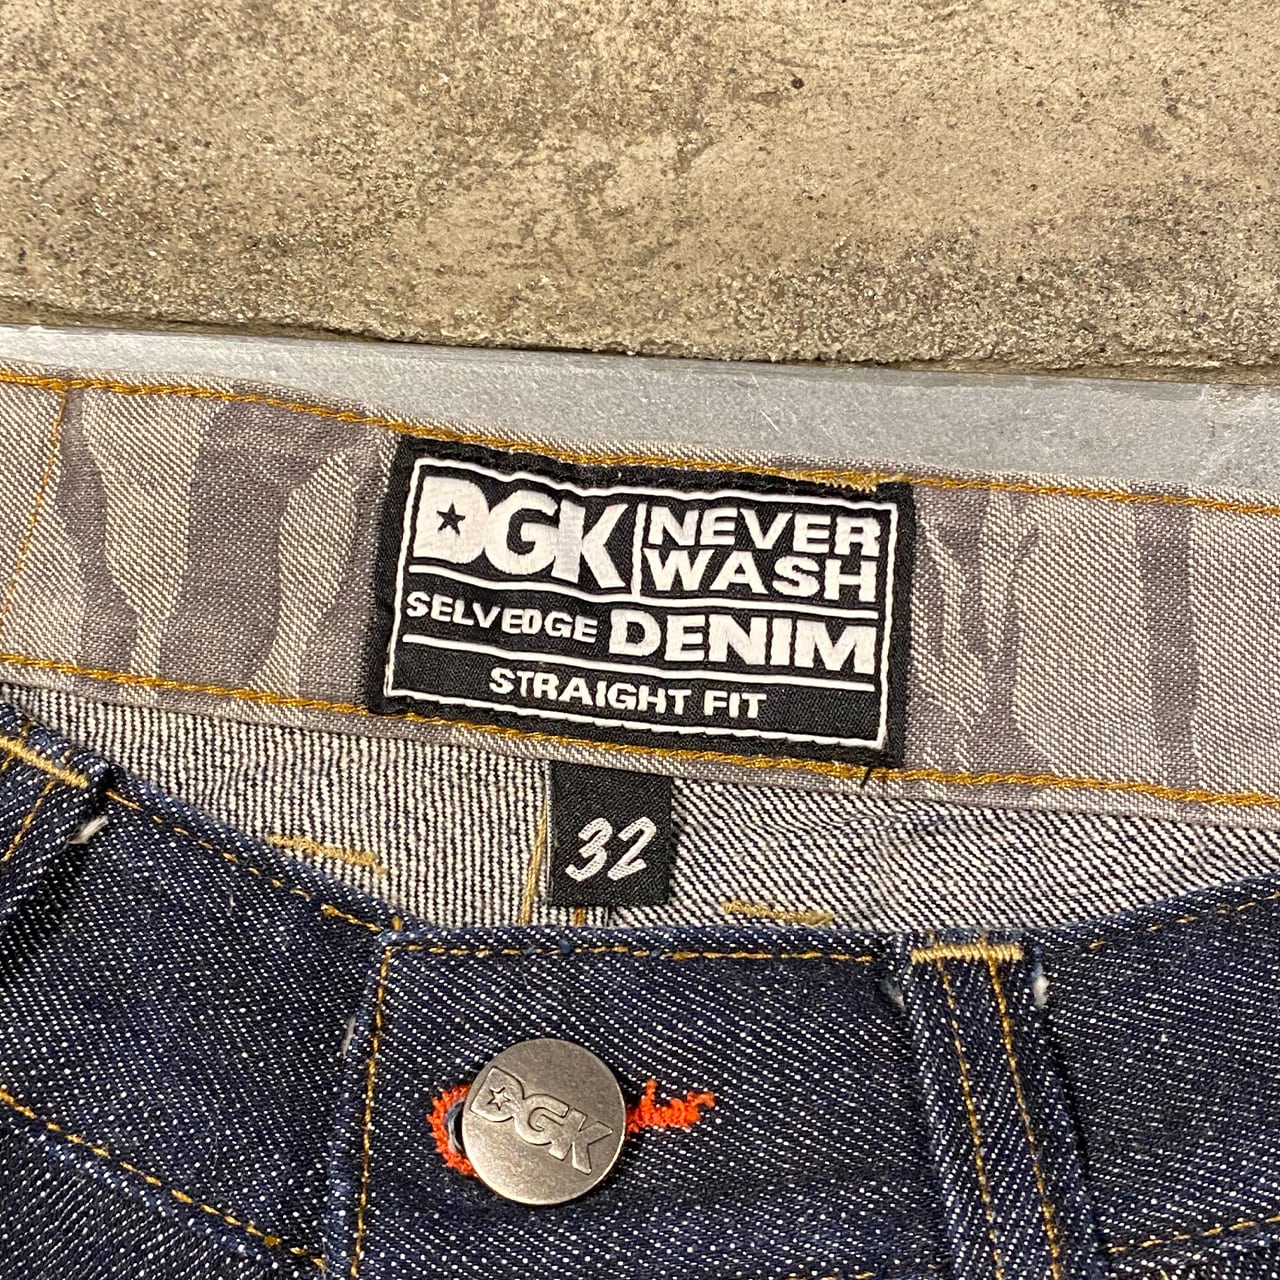 DGK
NEVER
WASH
SELVEDGE DENIM
STRAIGHT FIT
32
DGK